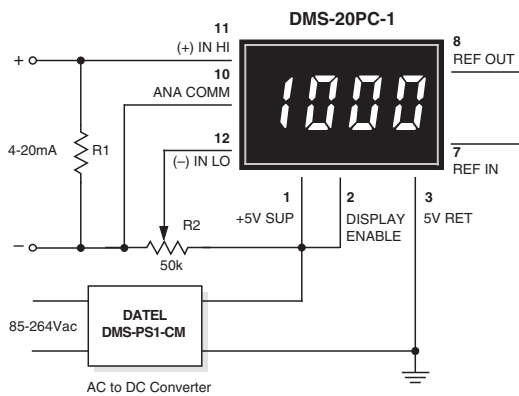 DMS-20PC-1
11
(+) IN HI
8
REF OUT
+
10
ANA COMM
1000
4-20mA
R1
12
(–) IN LO
7
REF IN
1
+5V SUP
2
DISPLAY
ENABLE
3
5V RET
R2
–
50k
85-264Vac
DATEL
DMS-PS1-CM
AC to DC Converter